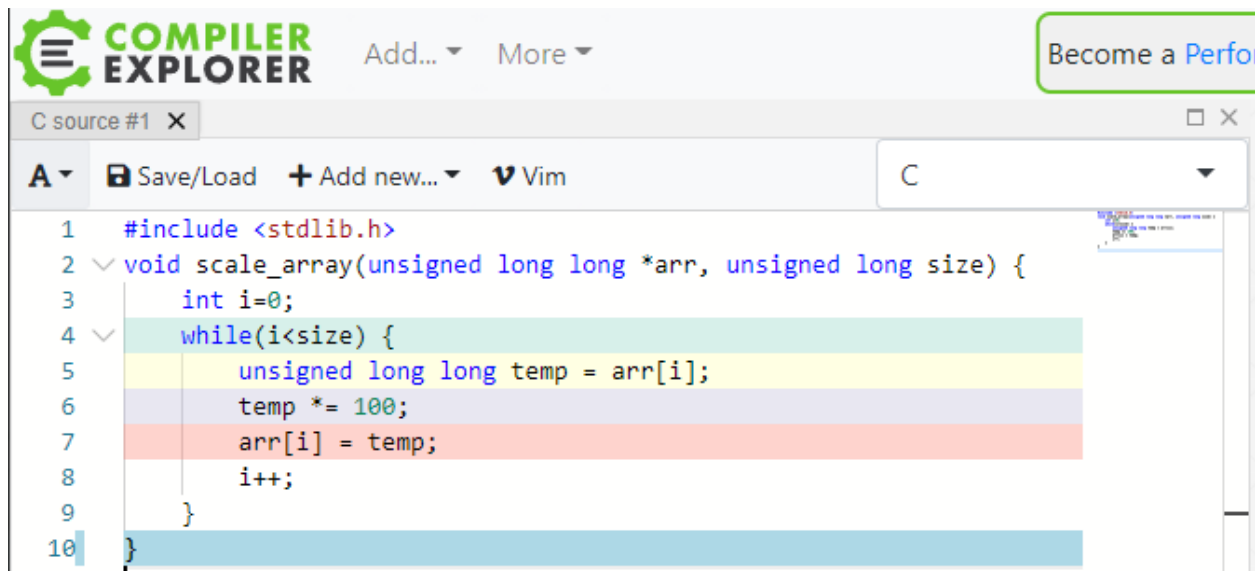 COMPILER
EXPLORER
Add...
More
Become a Perfo
C source #1
A
Save/Load
Add new...
Vim
C
1 #include <stdlib.h>
2 void scale_array(unsigned long long *arr, unsigned long size) {
3 int i=0;
4 while(i<size) {
5 unsigned long long temp = arr[i];
6 temp *= 100;
7 arr[i] = temp;
8 i++;
9 }
10 }